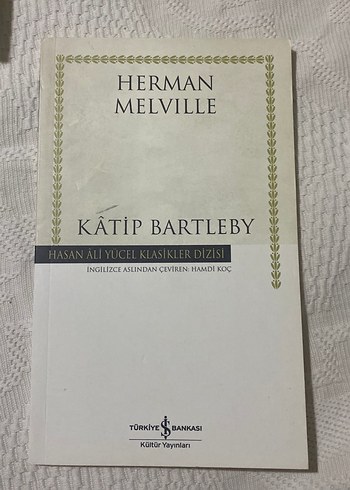 HERMAN
MELVILLE
KÂTİP BARTLEBY
HASAN ÂLİ YÜCEL KLASİKLER DİZİSİ
İNGİLİZCE ASLINDAN ÇEVİREN: HAMDİ KOÇ
TÜRKİYE İŞ BANKASI
Kültür Yayınları